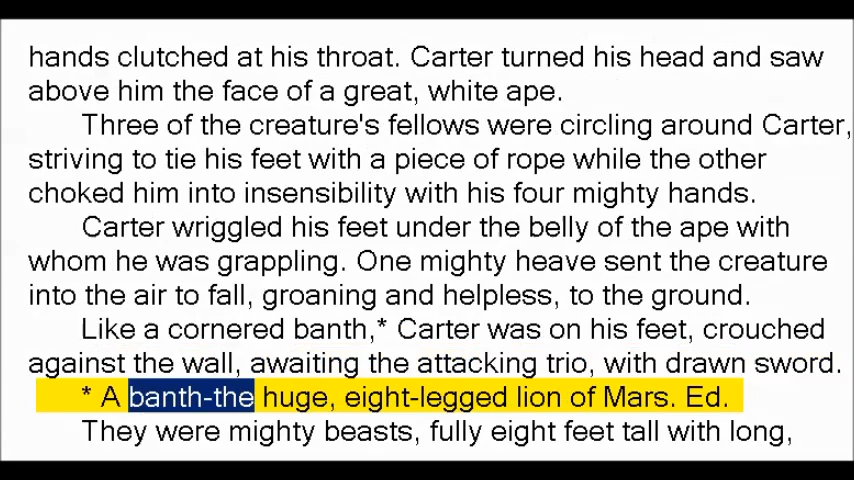 hands clutched at his throat. Carter turned his head and saw
above him the face of a great, white ape.
Three of the creature's fellows were circling around Carter,
striving to tie his feet with a piece of rope while the other
choked him into insensibility with his four mighty hands.
Carter wriggled his feet under the belly of the ape with
whom he was grappling. One mighty heave sent the creature
into the air to fall, groaning and helpless, to the ground.
Like a cornered banth,* Carter was on his feet, crouched
against the wall, awaiting the attacking trio, with drawn sword.
* A banth-the huge, eight-legged lion of Mars. Ed.
They were mighty beasts, fully eight feet tall with long,